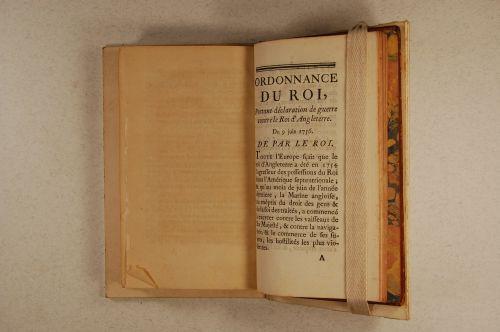 ORDONNANCE
DU ROI,
Portant déclaration de guerre
contre le Roi d'Angleterre.
Du 9 juin 1756.
DE PAR LE ROI.
TOUTE l'Europe sçait que le
Roi d'Angleterre a été en 1754
l'agresseur des possessions du Roi
dans l'Amérique septentrionale;
& qu'au mois de juin de l'année
dernière, la Marine angloise,
au mépris du droit des gens &
de la foi des traités, a commencé
à exercer contre les vaisseaux de
Sa Majesté, & contre la naviga-
tion & le commerce de ses su-
jets, les hostilités les plus vio-
lentes.
A